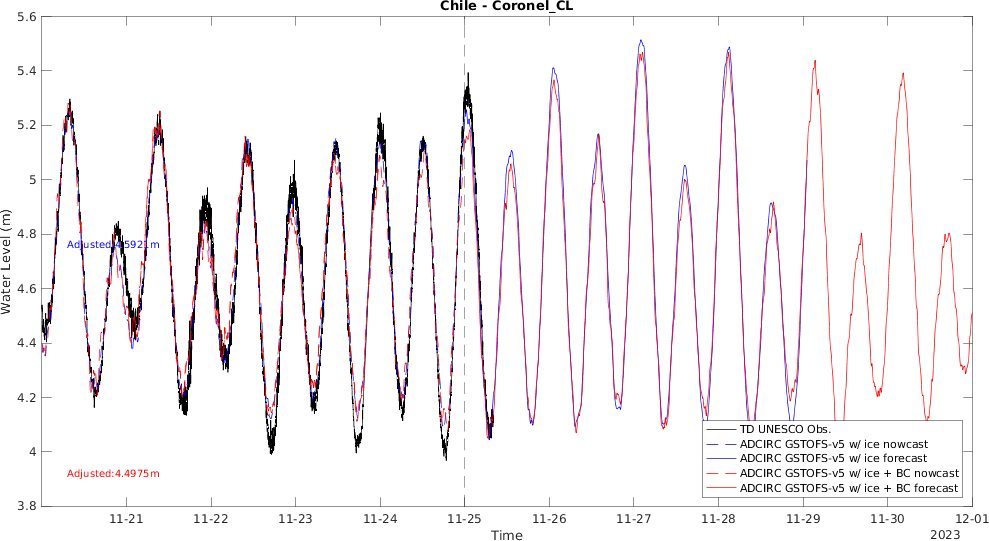 Chile - Coronel_CL
5.6
5.4
5.2
5
4.8
4.6
4.4
4.2
4
3.8
Water Level (m)
Adjusted:4.5921m
Adjusted:4.4975m
TD UNESCO Obs.
ADCIRC GSTOFS-v5 w/ ice nowcast
ADCIRC GSTOFS-v5 w/ ice forecast
ADCIRC GSTOFS-v5 w/ ice + BC nowcast
ADCIRC GSTOFS-v5 w/ ice + BC forecast
11-21 11-22 11-23 11-24 11-25 11-26 11-27 11-28 11-29 11-30 12-01
Time
2023